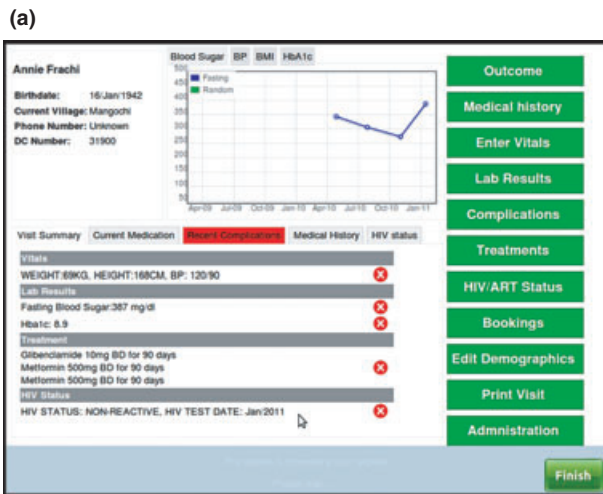 (a)
Annie Frachi
Birthdate: 16/Jan/1942
Current Village: Mangochi
Phone Number: Unknown
DC Number: 31900
Blood Sugar BP BMI HbA1c
500
450
400
350
300
250
200
150
100
50
Fasting
Random
Apr-09 Jul-09 Oct-09 Jan-10 Apr-10 Jul-10 Oct-10 Jan-11
Visit Summary Current Medication Recent Complications Medical History HIV status
Vitals
WEIGHT:69KG, HEIGHT:168CM, BP: 120/90
Lab Results
Fasting Blood Sugar:387 mg/dl
Hba1c: 8.9
Treatment
Glibenclamide 10mg BD for 90 days
Metformin 500mg BD for 90 days
Metformin 500mg BD for 90 days
HIV Status
HIV STATUS: NON-REACTIVE, HIV TEST DATE: Jan/2011
Outcome
Medical history
Enter Vitals
Lab Results
Complications
Treatments
HIV/ART Status
Bookings
Edit Demographics
Print Visit
Admnistration
Finish